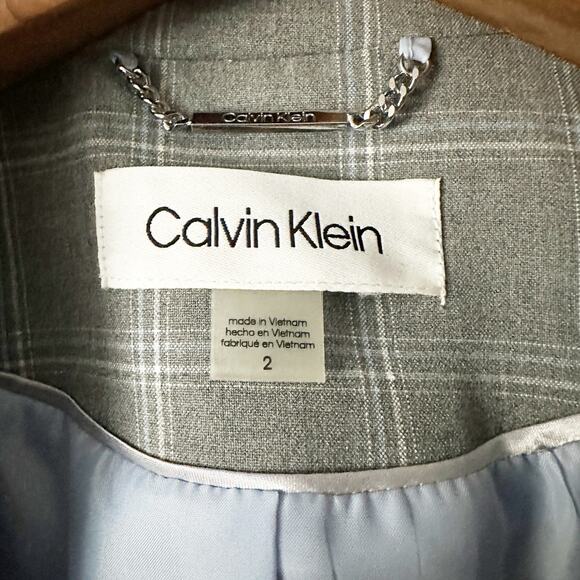 Calvin Klein
Calvin Klein
made in Vietnam
hecho en Vietnam
fabriqué en Vietnam
2